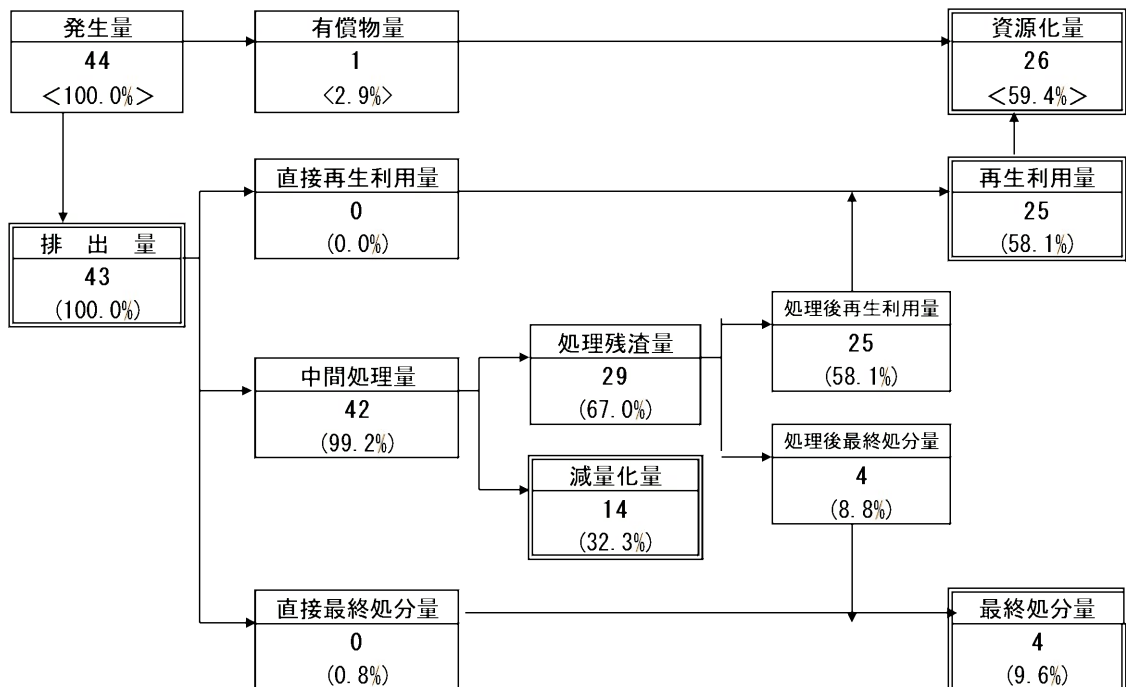 発生量
44
<100.0%>
有償物量
1
<2.9%>
資源化量
26
<59.4%>
直接再生利用量
0
(0.0%)
再生利用量
25
(58.1%)
排 出 量
43
(100.0%)
中間処理量
42
(99.2%)
処理残渣量
29
(67.0%)
処理後再生利用量
25
(58.1%)
減量化量
14
(32.3%)
処理後最終処分量
4
(8.8%)
直接最終処分量
0
(0.8%)
最終処分量
4
(9.6%)